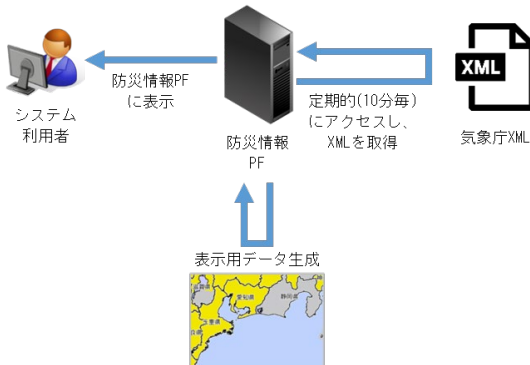 XML
防災情報PF
に表示
定期的(10分毎)
にアクセスし、
XMLを取得
システム
利用者
防災情報
PF
気象庁XML
表示用データ生成
愛知県
静岡県
三重県